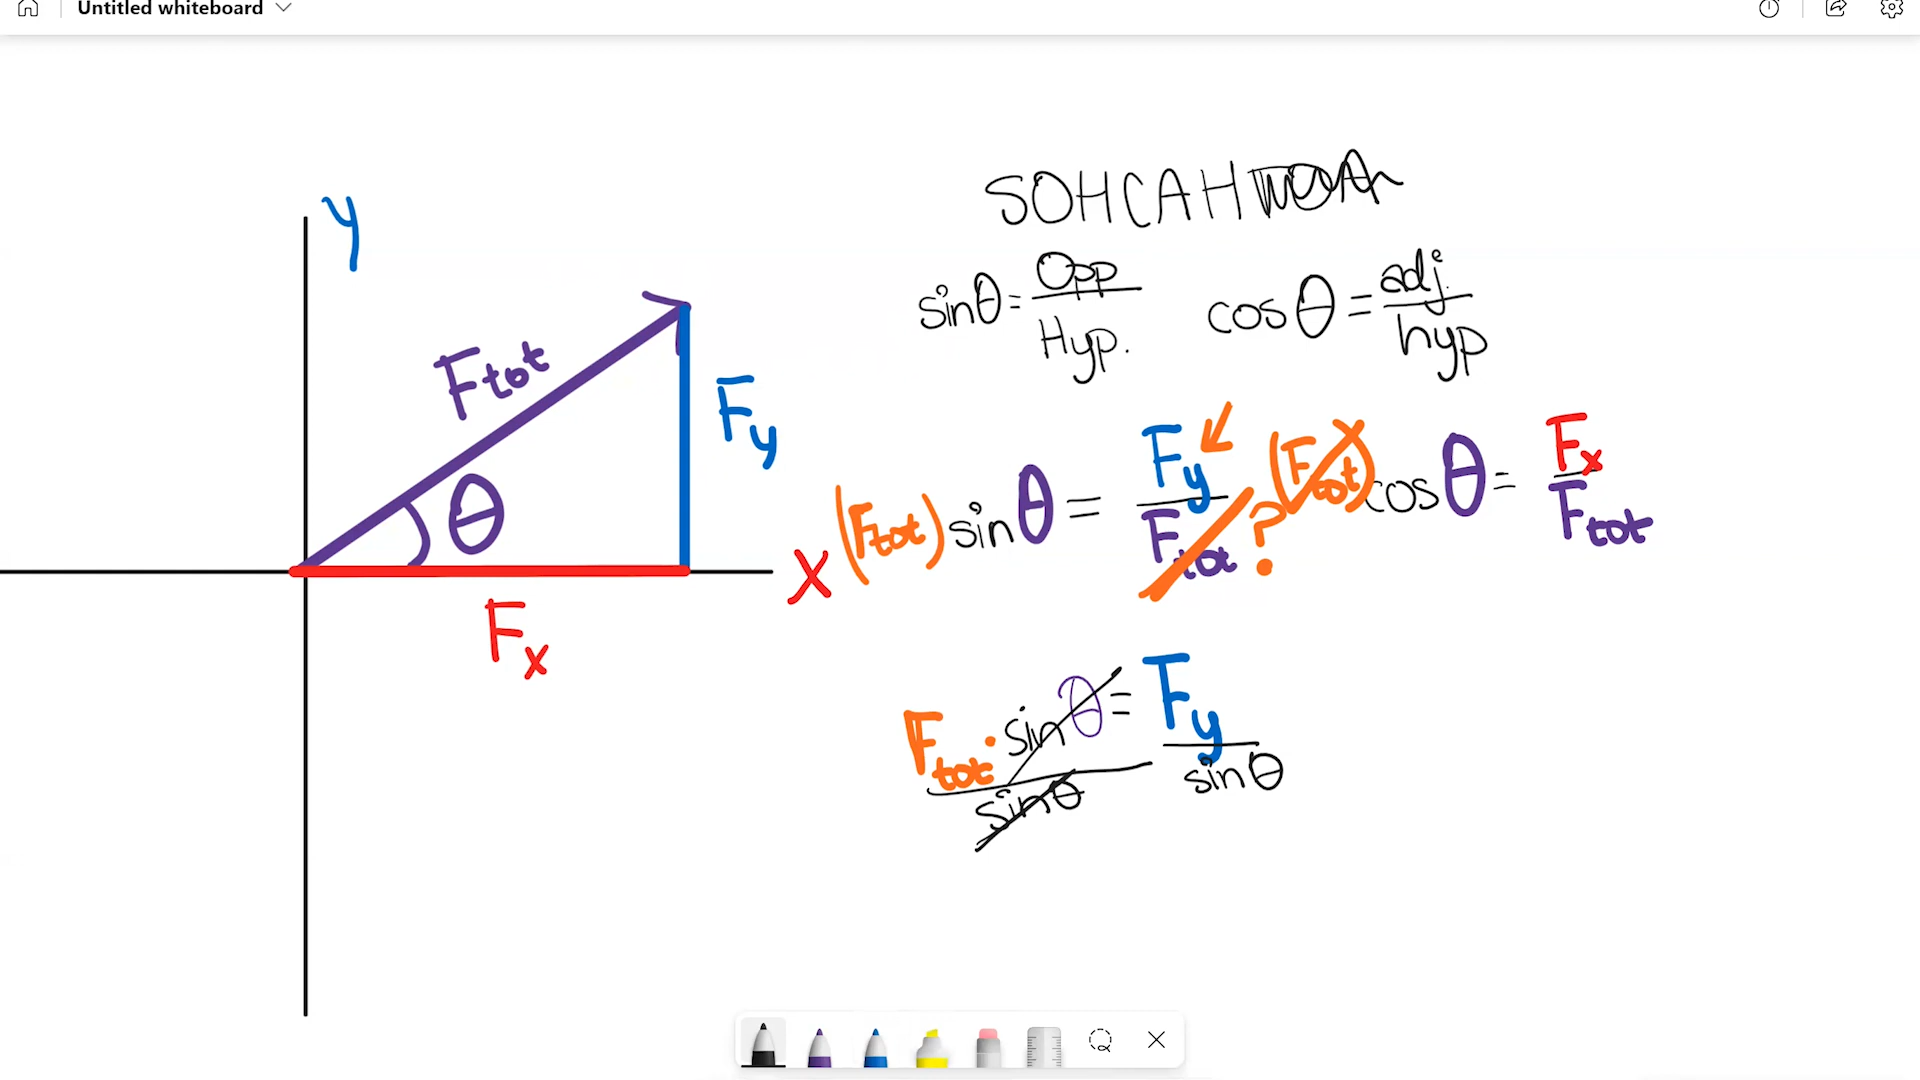 Untitled whiteboard
y
Ftot
θ
Fy
x
Fx
SOHCAH
sinθ = Opp / Hyp.
cosθ = adj. / hyp
(Ftot) sinθ = Fy / Ftot (Ftot)
?
cosθ = Fx / Ftot
Ftot · sinθ / sinθ = Fy / sinθ